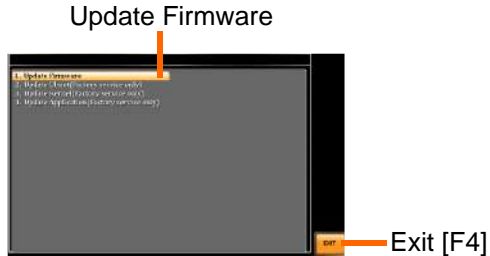 Update Firmware
1. Update Firmware
2. Update Uboot(Factory service only)
3. Update Kernel(Factory service only)
4. Update Application(Factory service only)
EXIT
Exit [F4]